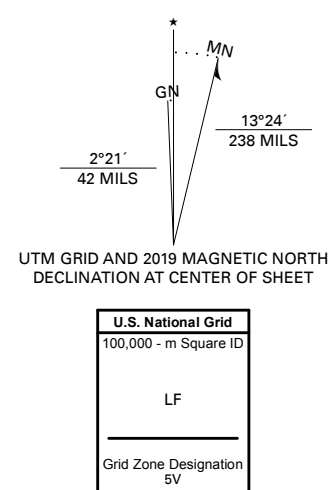 ★
MN
GN
13°24´
238 MILS
2°21´
42 MILS
UTM GRID AND 2019 MAGNETIC NORTH
DECLINATION AT CENTER OF SHEET
U.S. National Grid
100,000 - m Square ID
LF
Grid Zone Designation
5V